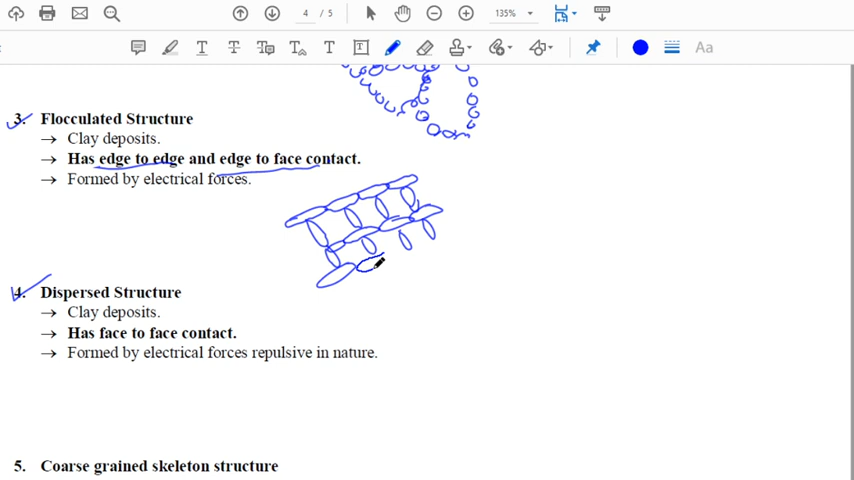 4 / 5
135%
T T T T T T Aa
3. Flocculated Structure
→ Clay deposits.
→ Has edge to edge and edge to face contact.
→ Formed by electrical forces.
4. Dispersed Structure
→ Clay deposits.
→ Has face to face contact.
→ Formed by electrical forces repulsive in nature.
5. Coarse grained skeleton structure